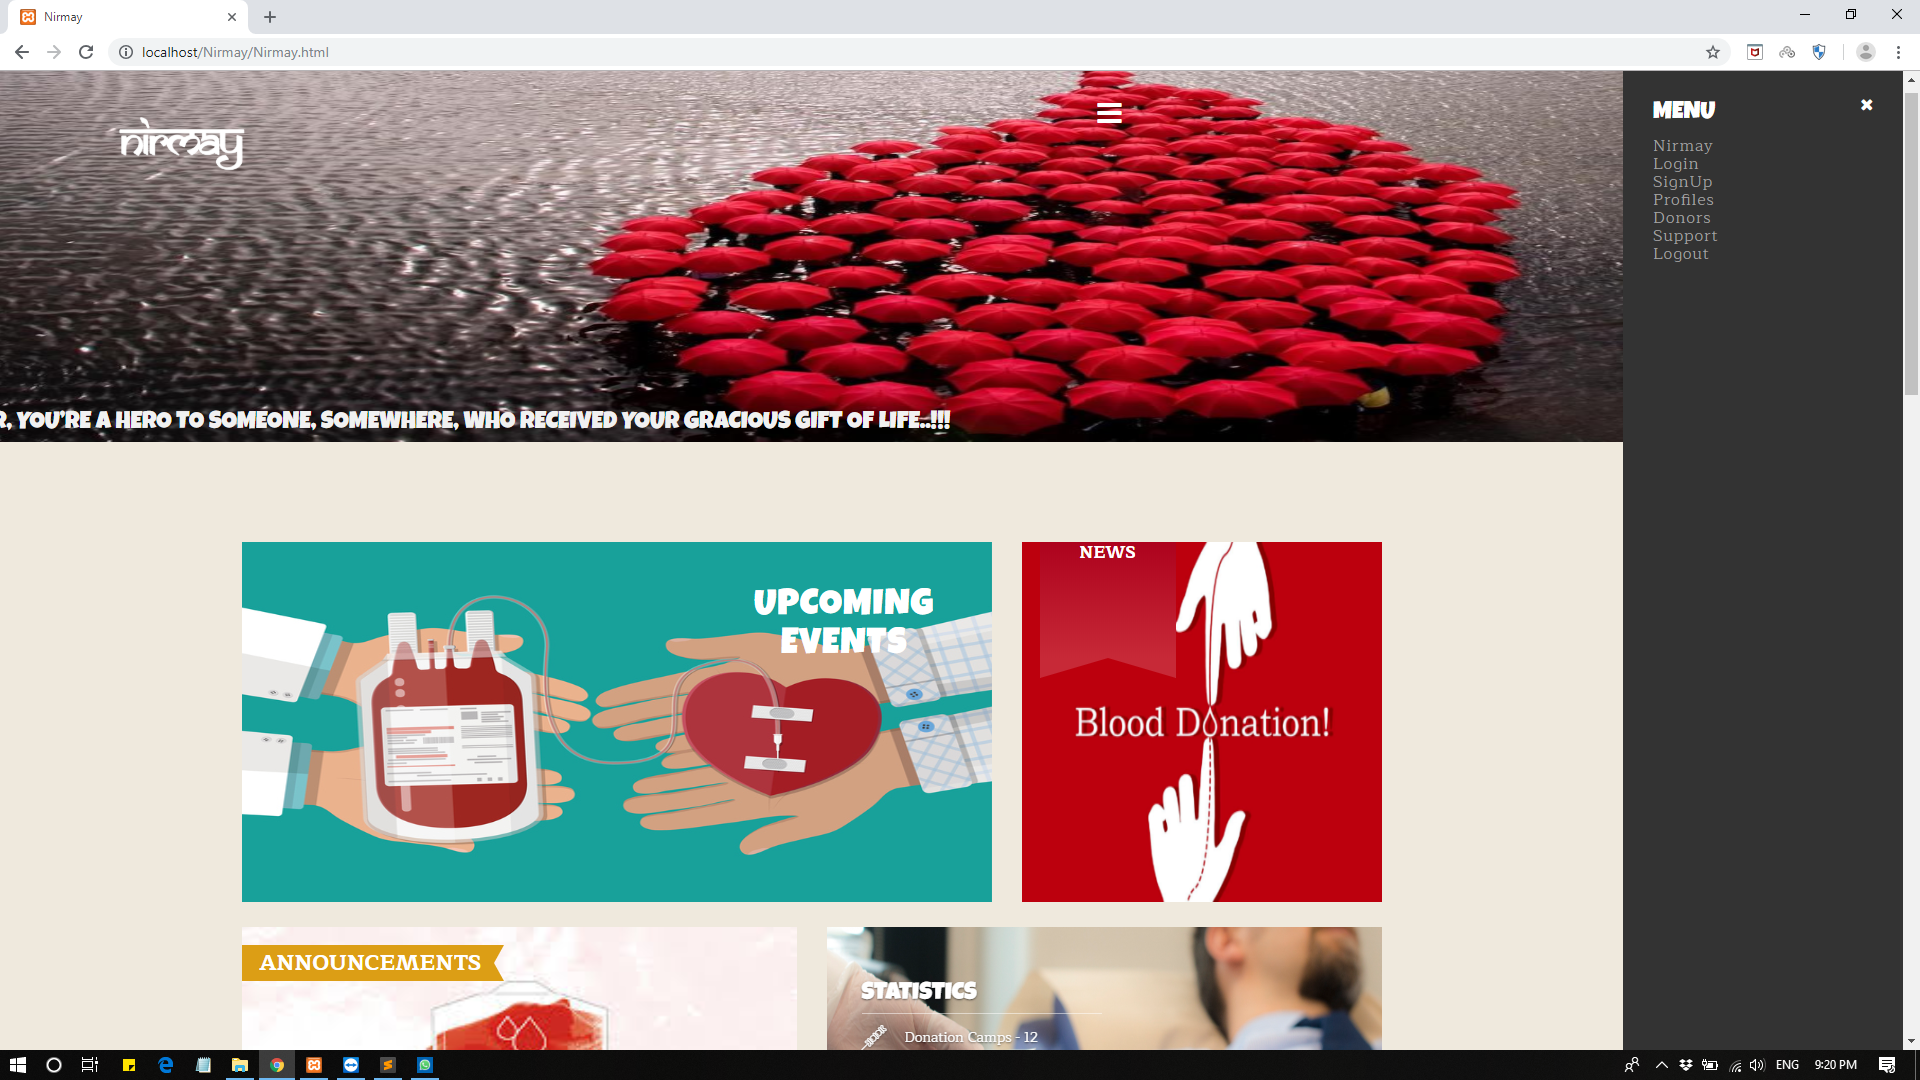 Nirmay
localhost/Nirmay/Nirmay.html
nirmay
MENU
Nirmay
Login
SignUp
Profiles
Donors
Support
Logout
R, YOU'RE A HERO TO SOMEONE, SOMEWHERE, WHO RECEIVED YOUR GRACIOUS GIFT OF LIFE..!!!
UPCOMING
EVENTS
NEWS
Blood Donation!
ANNOUNCEMENTS
STATISTICS
Donation Camps - 12
ENG
9:20 PM